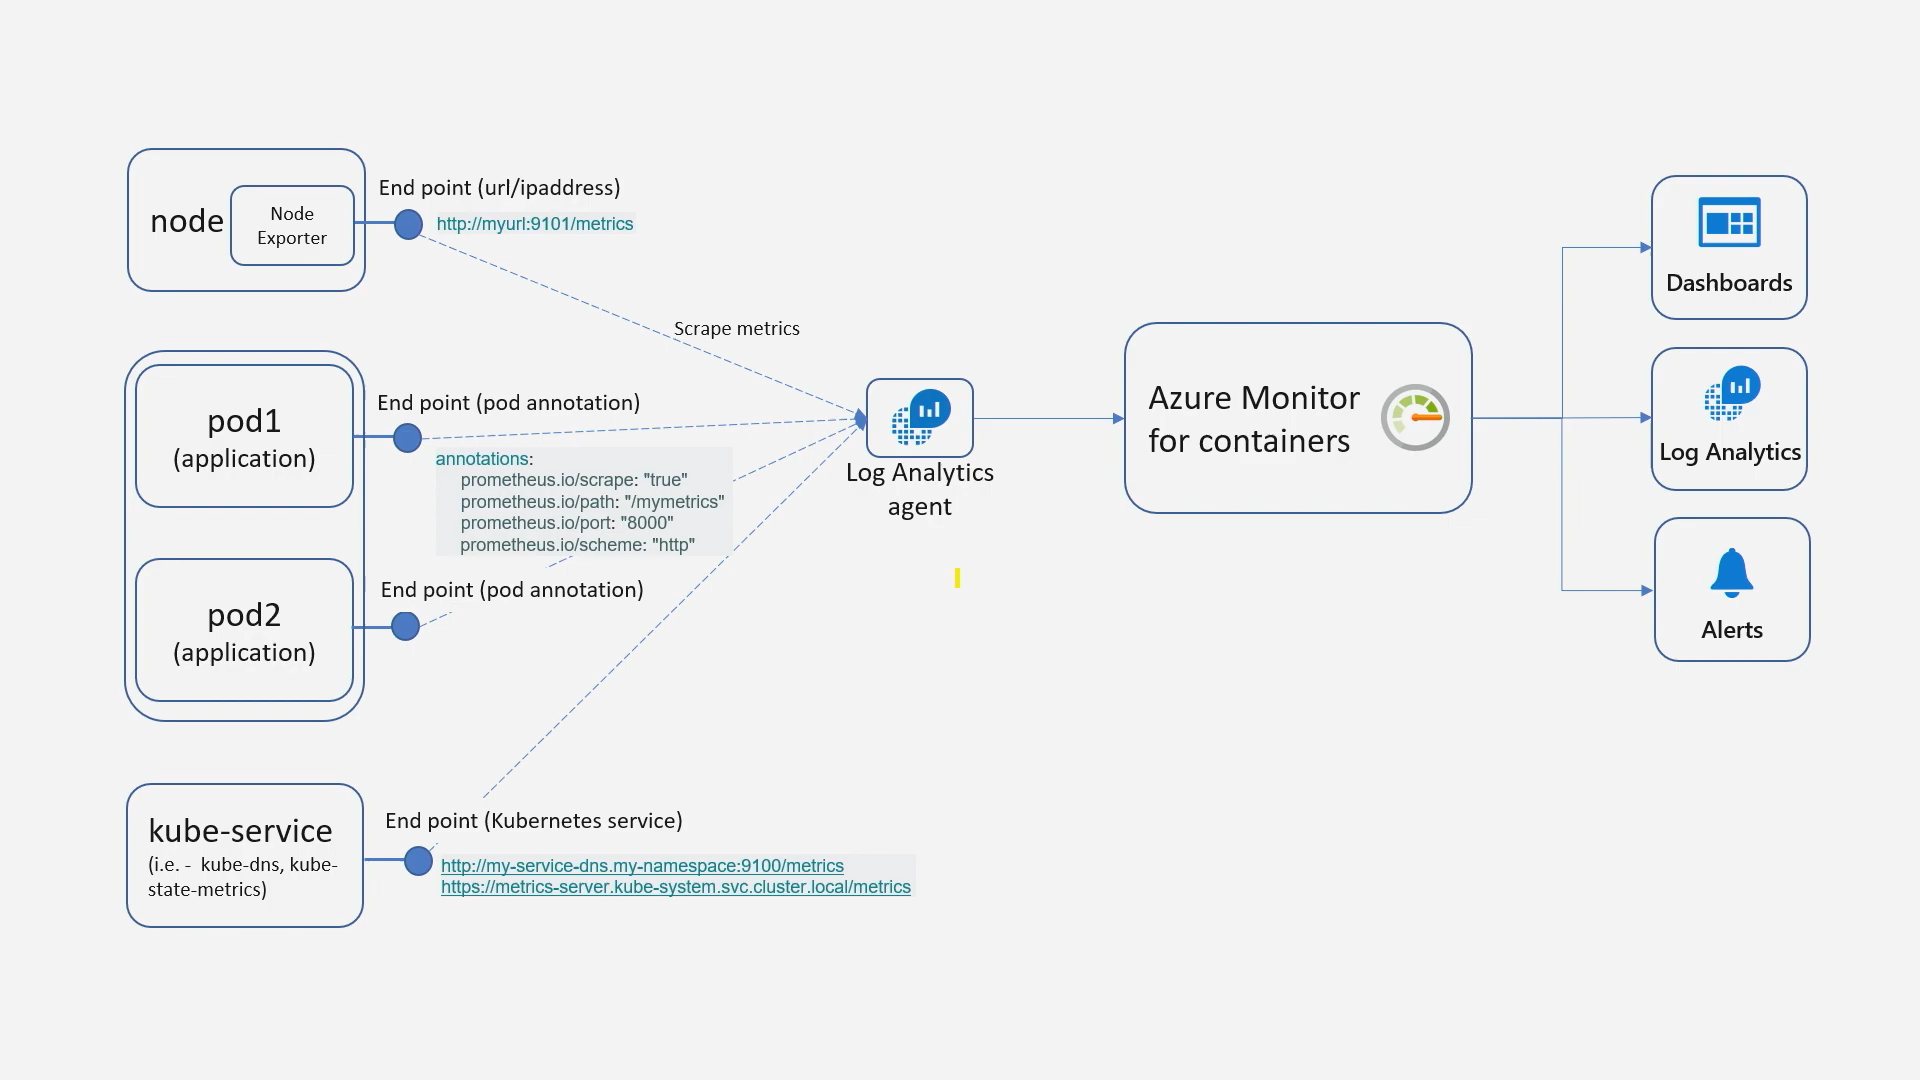 node
Node
Exporter
End point (url/ipaddress)
http://myurl:9101/metrics
Scrape metrics
pod1
(application)
End point (pod annotation)
annotations:
prometheus.io/scrape: "true"
prometheus.io/path: "/mymetrics"
prometheus.io/port: "8000"
prometheus.io/scheme: "http"
pod2
(application)
End point (pod annotation)
kube-service
(i.e. - kube-dns, kube-
state-metrics)
End point (Kubernetes service)
http://my-service-dns.my-namespace:9100/metrics
https://metrics-server.kube-system.svc.cluster.local/metrics
Log Analytics
agent
Azure Monitor
for containers
Dashboards
Log Analytics
Alerts